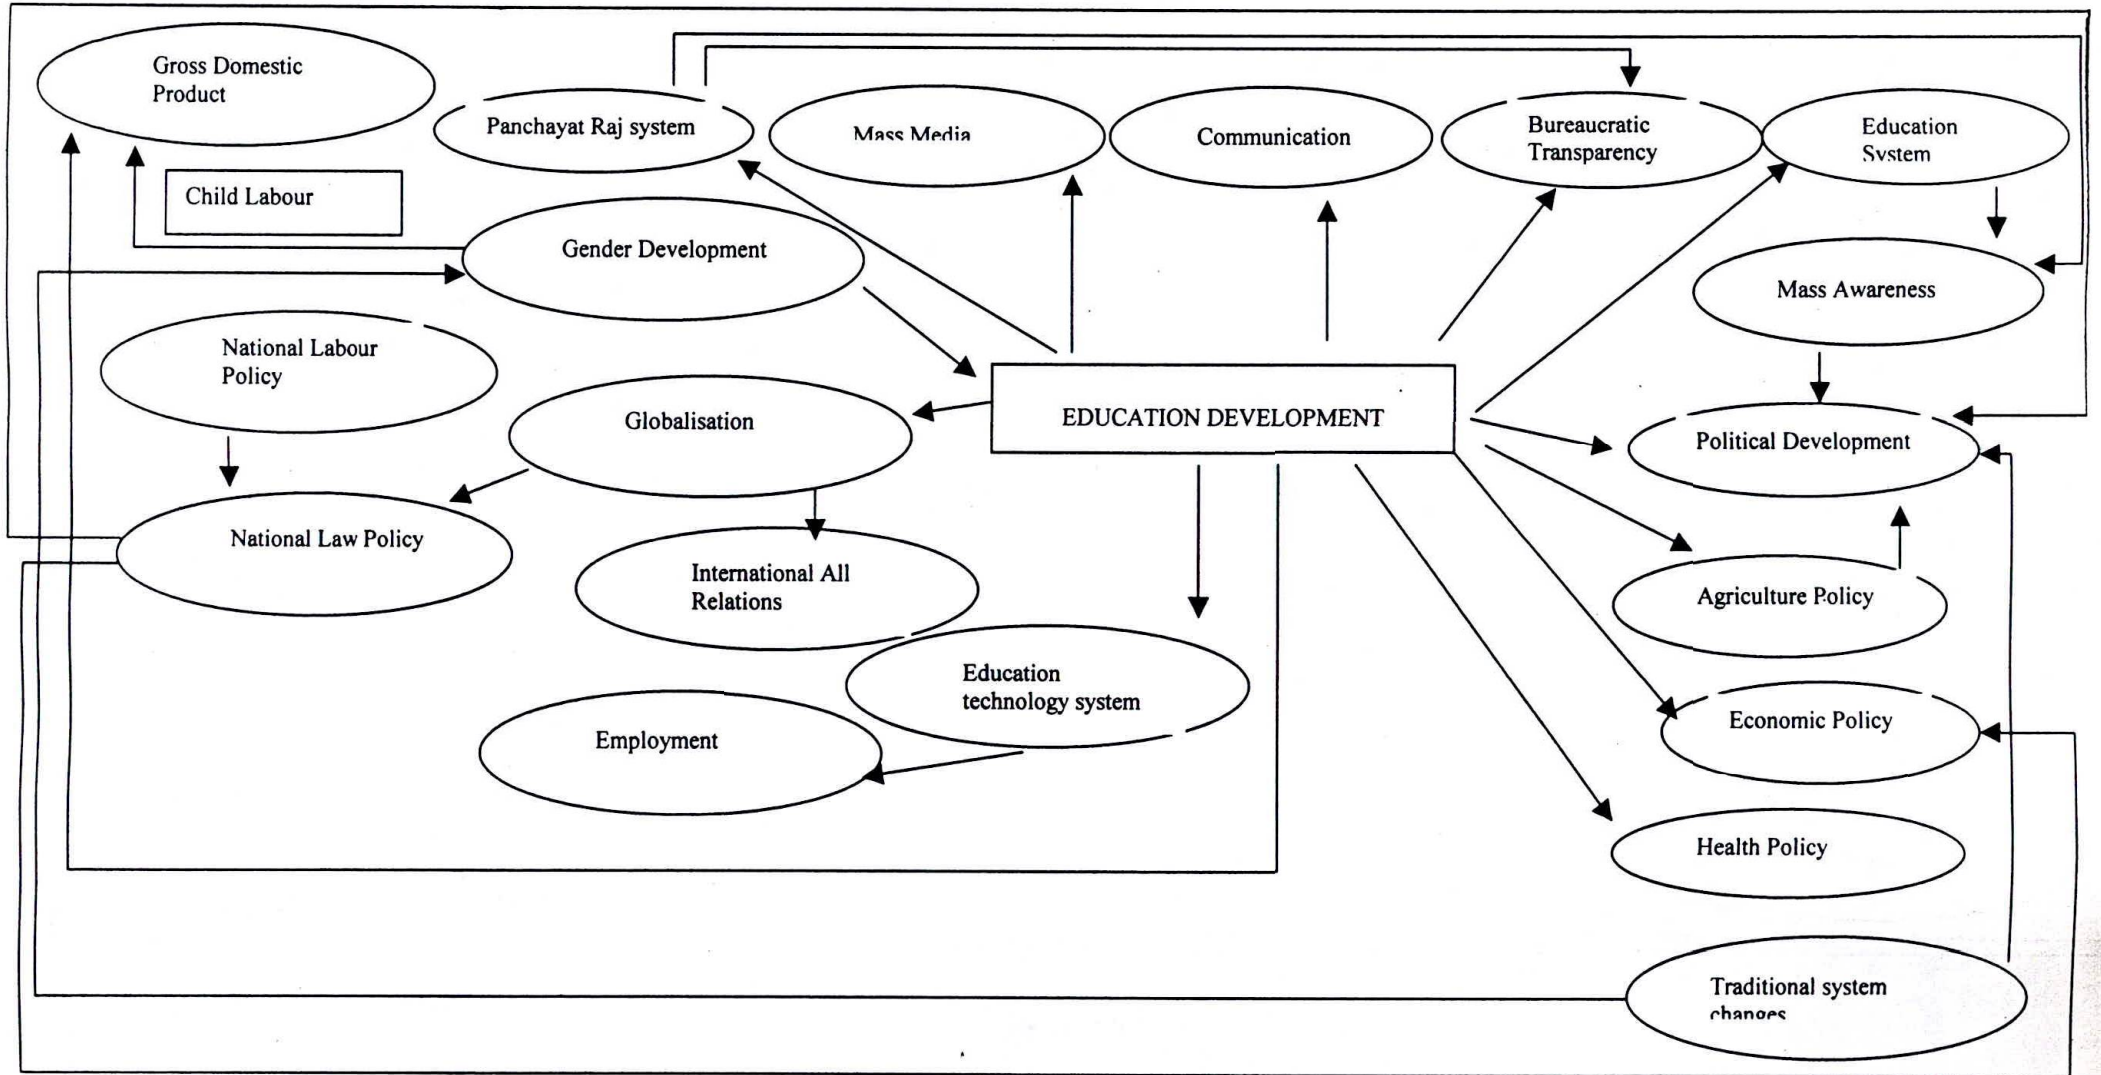 Gross Domestic
Product
Panchayat Raj system
Mass Media
Communication
Bureaucratic
Transparency
Education
System
Child Labour
Gender Development
Mass Awareness
National Labour
Policy
Globalisation
EDUCATION DEVELOPMENT
Political Development
National Law Policy
International All
Relations
Agriculture Policy
Education
technology system
Employment
Economic Policy
Health Policy
Traditional system
changes